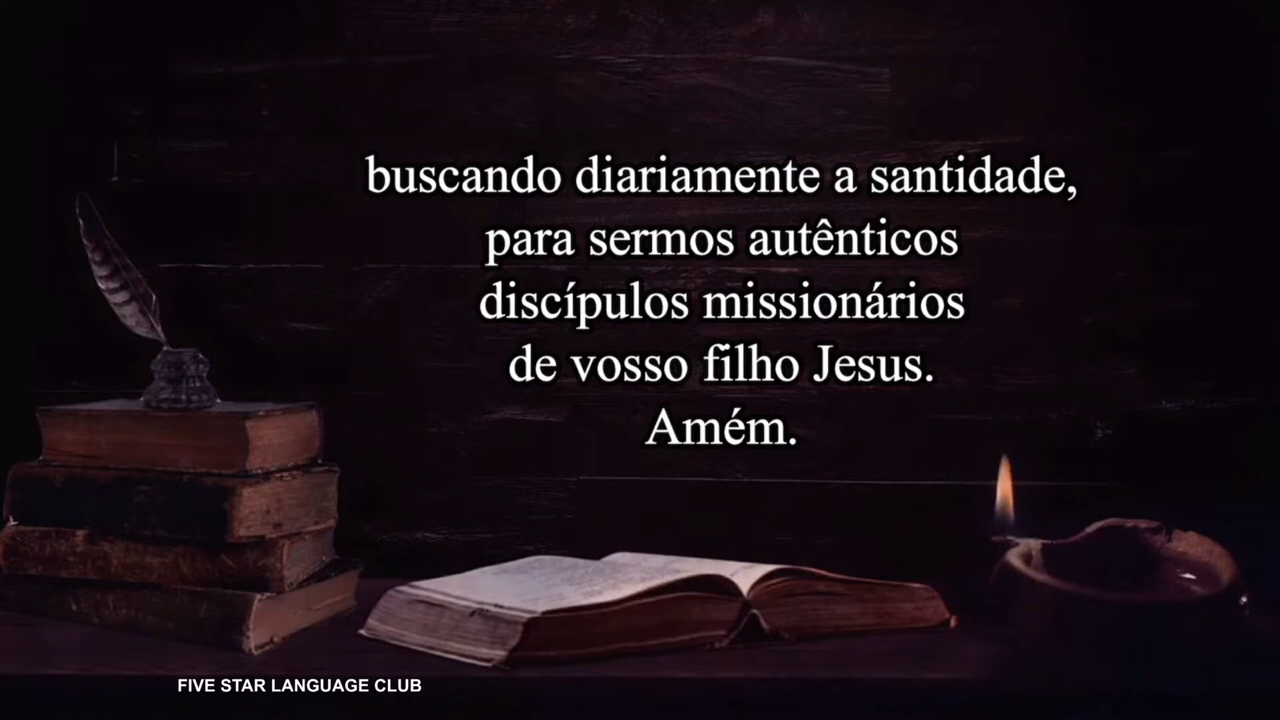 buscando diariamente a santidade,
para sermos autênticos
discípulos missionários
de vosso filho Jesus.
Amém.
FIVE STAR LANGUAGE CLUB